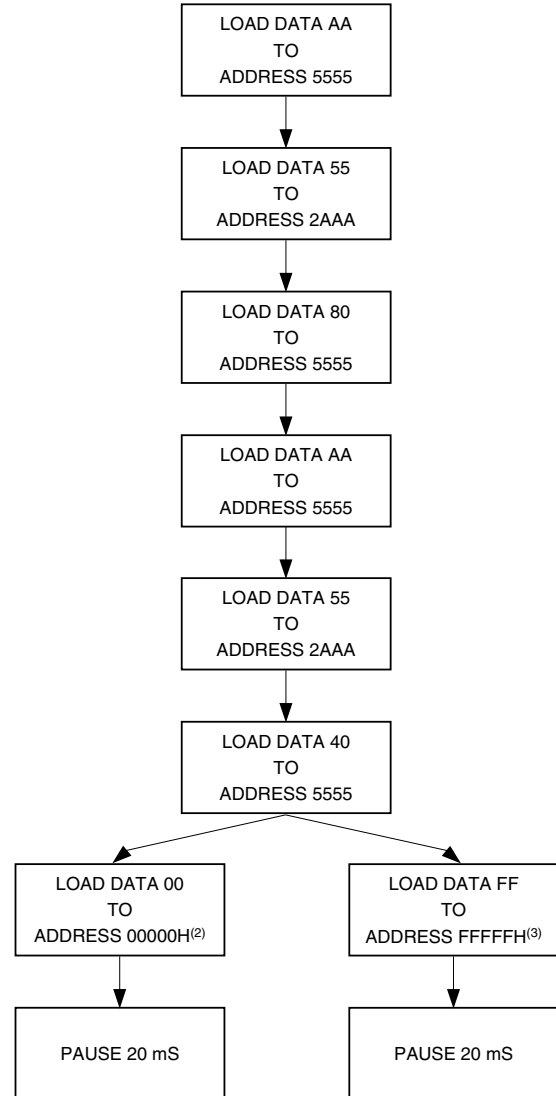 LOAD DATA AA
TO
ADDRESS 5555
LOAD DATA 55
TO
ADDRESS 2AAA
LOAD DATA 80
TO
ADDRESS 5555
LOAD DATA AA
TO
ADDRESS 5555
LOAD DATA 55
TO
ADDRESS 2AAA
LOAD DATA 40
TO
ADDRESS 5555
LOAD DATA 00
TO
ADDRESS 00000H(2)
LOAD DATA FF
TO
ADDRESS FFFFFH(3)
PAUSE 20 mS
PAUSE 20 mS